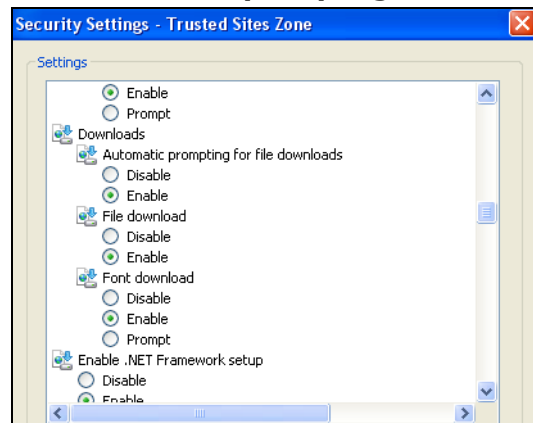 Security Settings - Trusted Sites Zone
Settings
Enable
Prompt
Downloads
Automatic prompting for file downloads
Disable
Enable
File download
Disable
Enable
Font download
Disable
Enable
Prompt
Enable .NET Framework setup
Disable
Enable